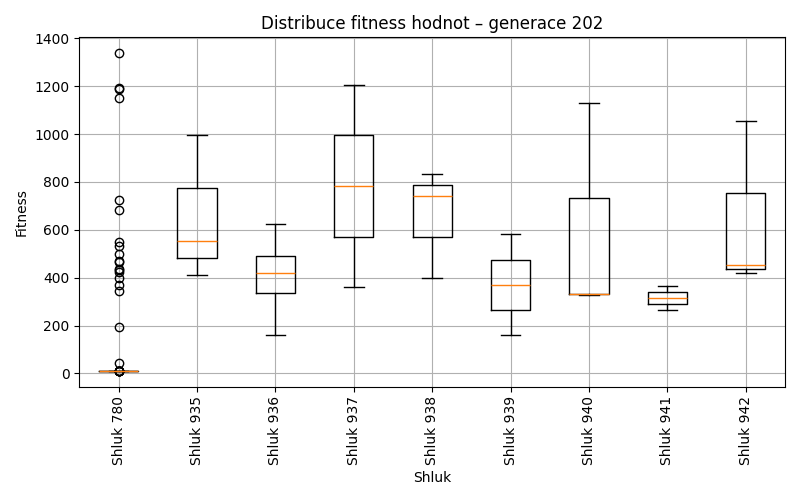 Distribuce fitness hodnot – generace 202
1400
1200
1000
800
600
400
200
0
Fitness
Shluk 780
Shluk 935
Shluk 936
Shluk 937
Shluk 938
Shluk 939
Shluk 940
Shluk 941
Shluk 942
Shluk